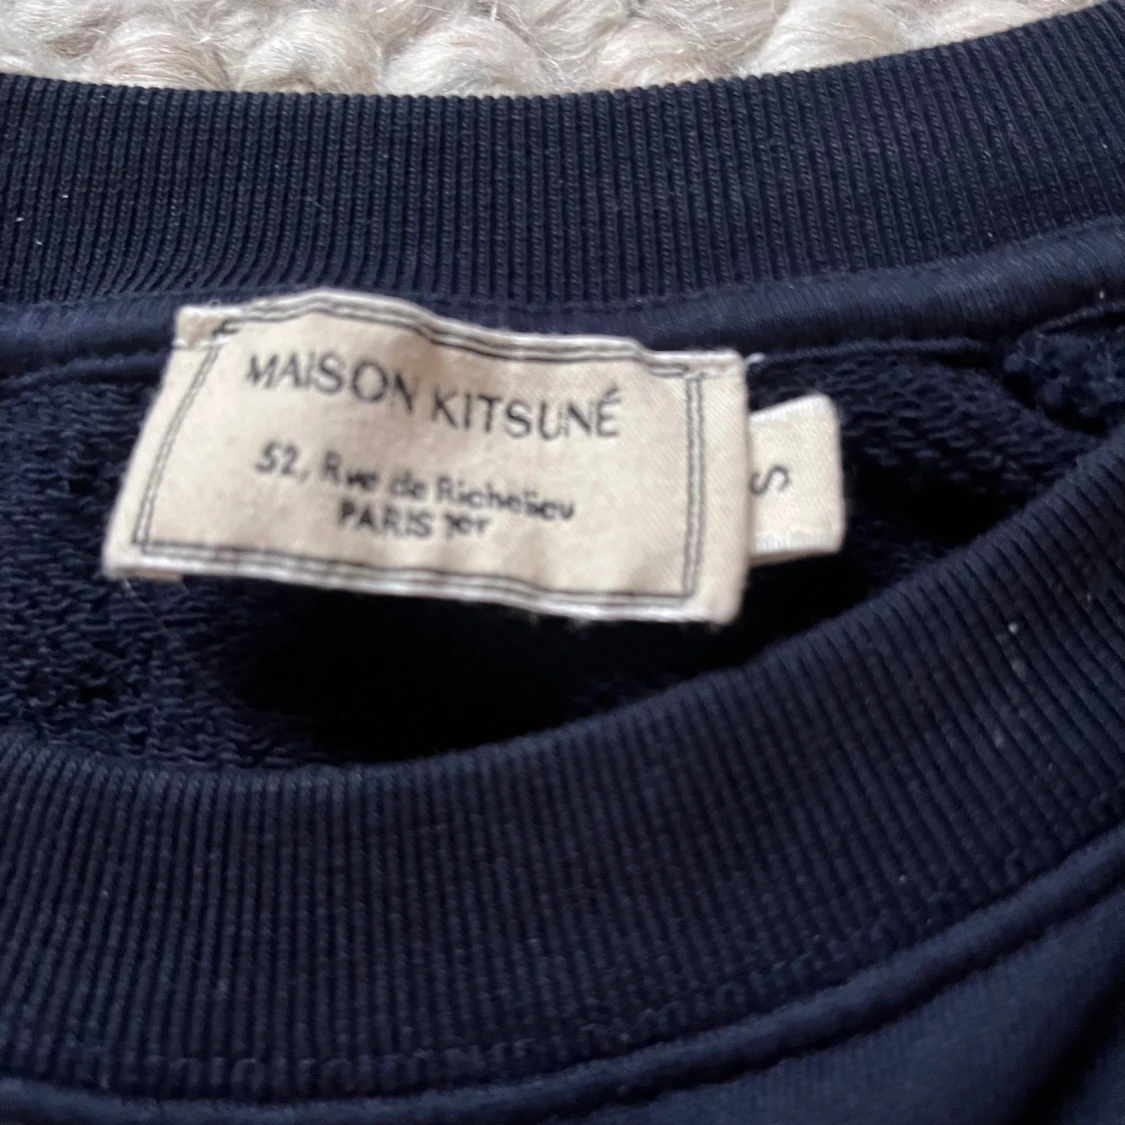 MAISON KITSUNÉ
52, Rue de Richelieu
PARIS 1er
S